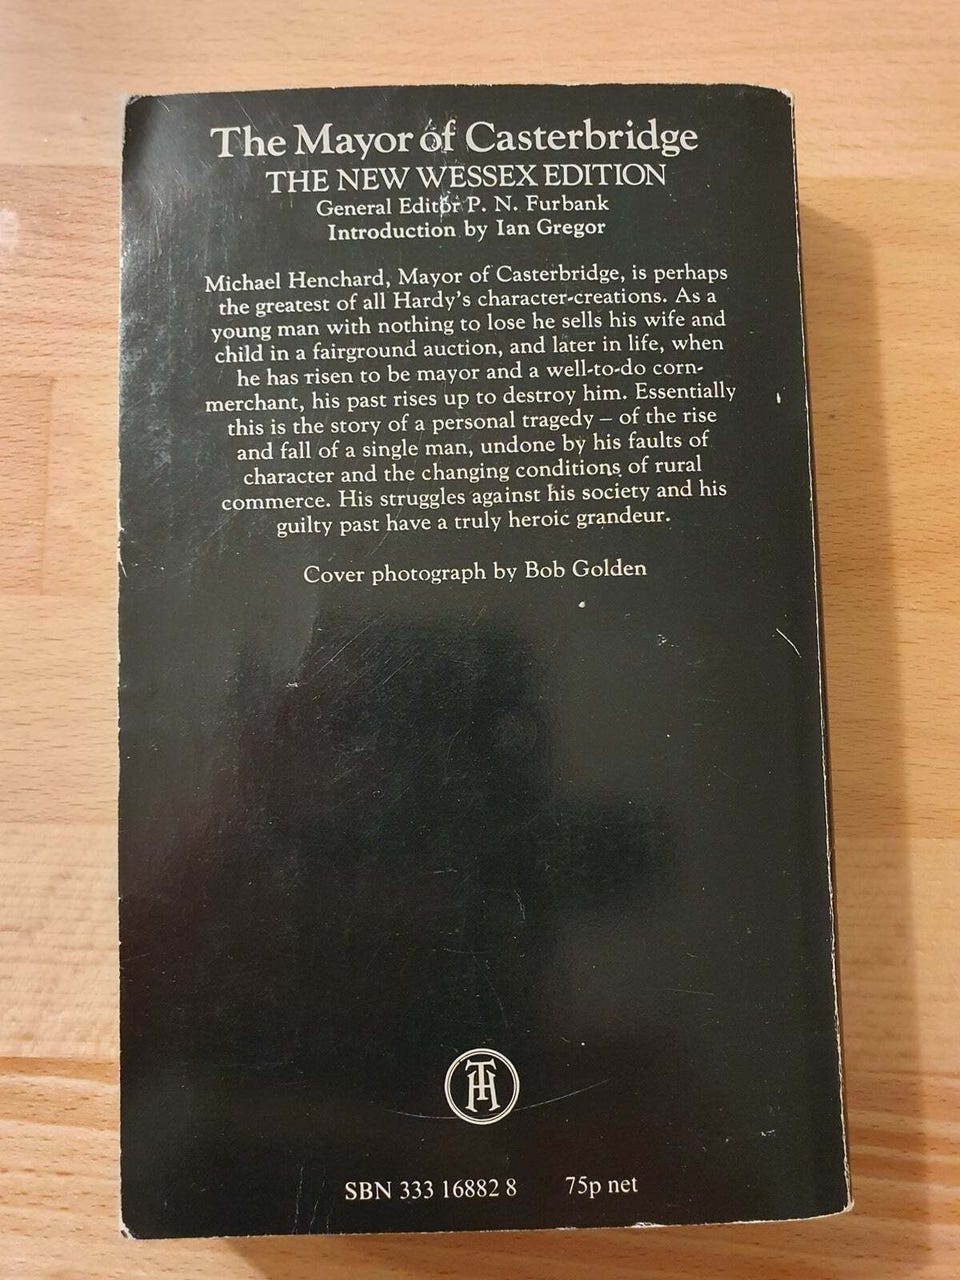 The Mayor of Casterbridge
THE NEW WESSEX EDITION
General Editor P. N. Furbank
Introduction by Ian Gregor
Michael Henchard, Mayor of Casterbridge, is perhaps
the greatest of all Hardy's character-creations. As a
young man with nothing to lose he sells his wife and
child in a fairground auction, and later in life, when
he has risen to be mayor and a well-to-do corn-
merchant, his past rises up to destroy him. Essentially
this is the story of a personal tragedy – of the rise
and fall of a single man, undone by his faults of
character and the changing conditions of rural
commerce. His struggles against his society and his
guilty past have a truly heroic grandeur.
Cover photograph by Bob Golden
TH
SBN 333 16882 8 75p net